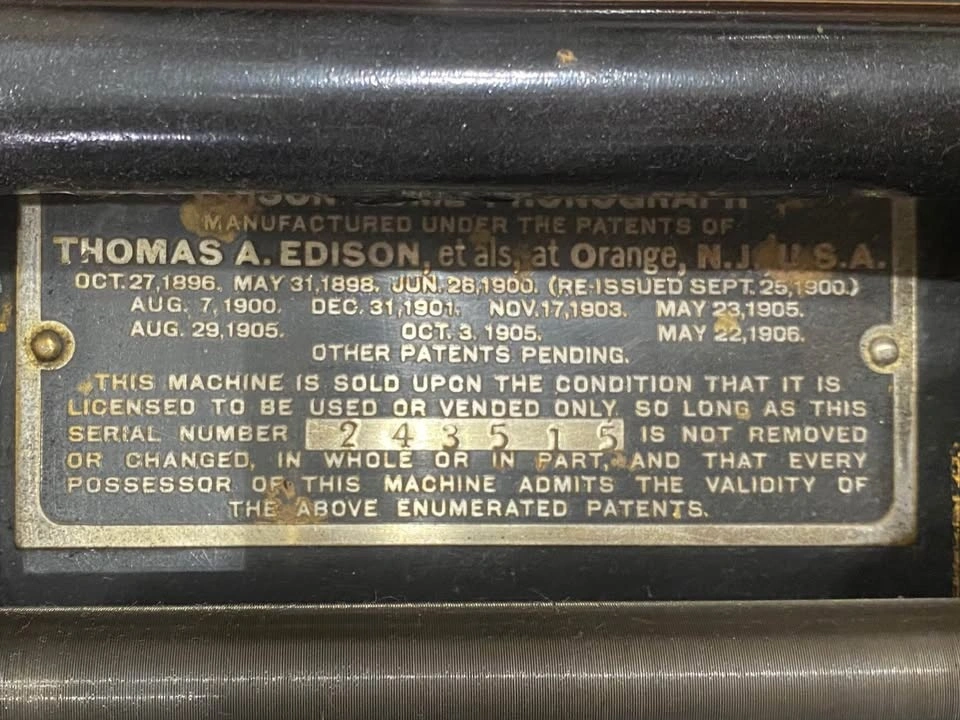 MANUFACTURED UNDER THE PATENTS OF
THOMAS A. EDISON, et als, at Orange, N.J., U.S.A.
OCT. 27, 1896. MAY 31, 1898. JUN. 26, 1900. (RE-ISSUED SEPT. 25, 1900.)
AUG. 7, 1900. DEC. 31, 1901. NOV. 17, 1903. MAY 23, 1905.
AUG. 29, 1905. OCT. 3, 1905. MAY 22, 1906.
OTHER PATENTS PENDING.
THIS MACHINE IS SOLD UPON THE CONDITION THAT IT IS
LICENSED TO BE USED OR VENDED ONLY SO LONG AS THIS
SERIAL NUMBER 243515 IS NOT REMOVED
OR CHANGED, IN WHOLE OR IN PART, AND THAT EVERY
POSSESSOR OF THIS MACHINE ADMITS THE VALIDITY OF
THE ABOVE ENUMERATED PATENTS.